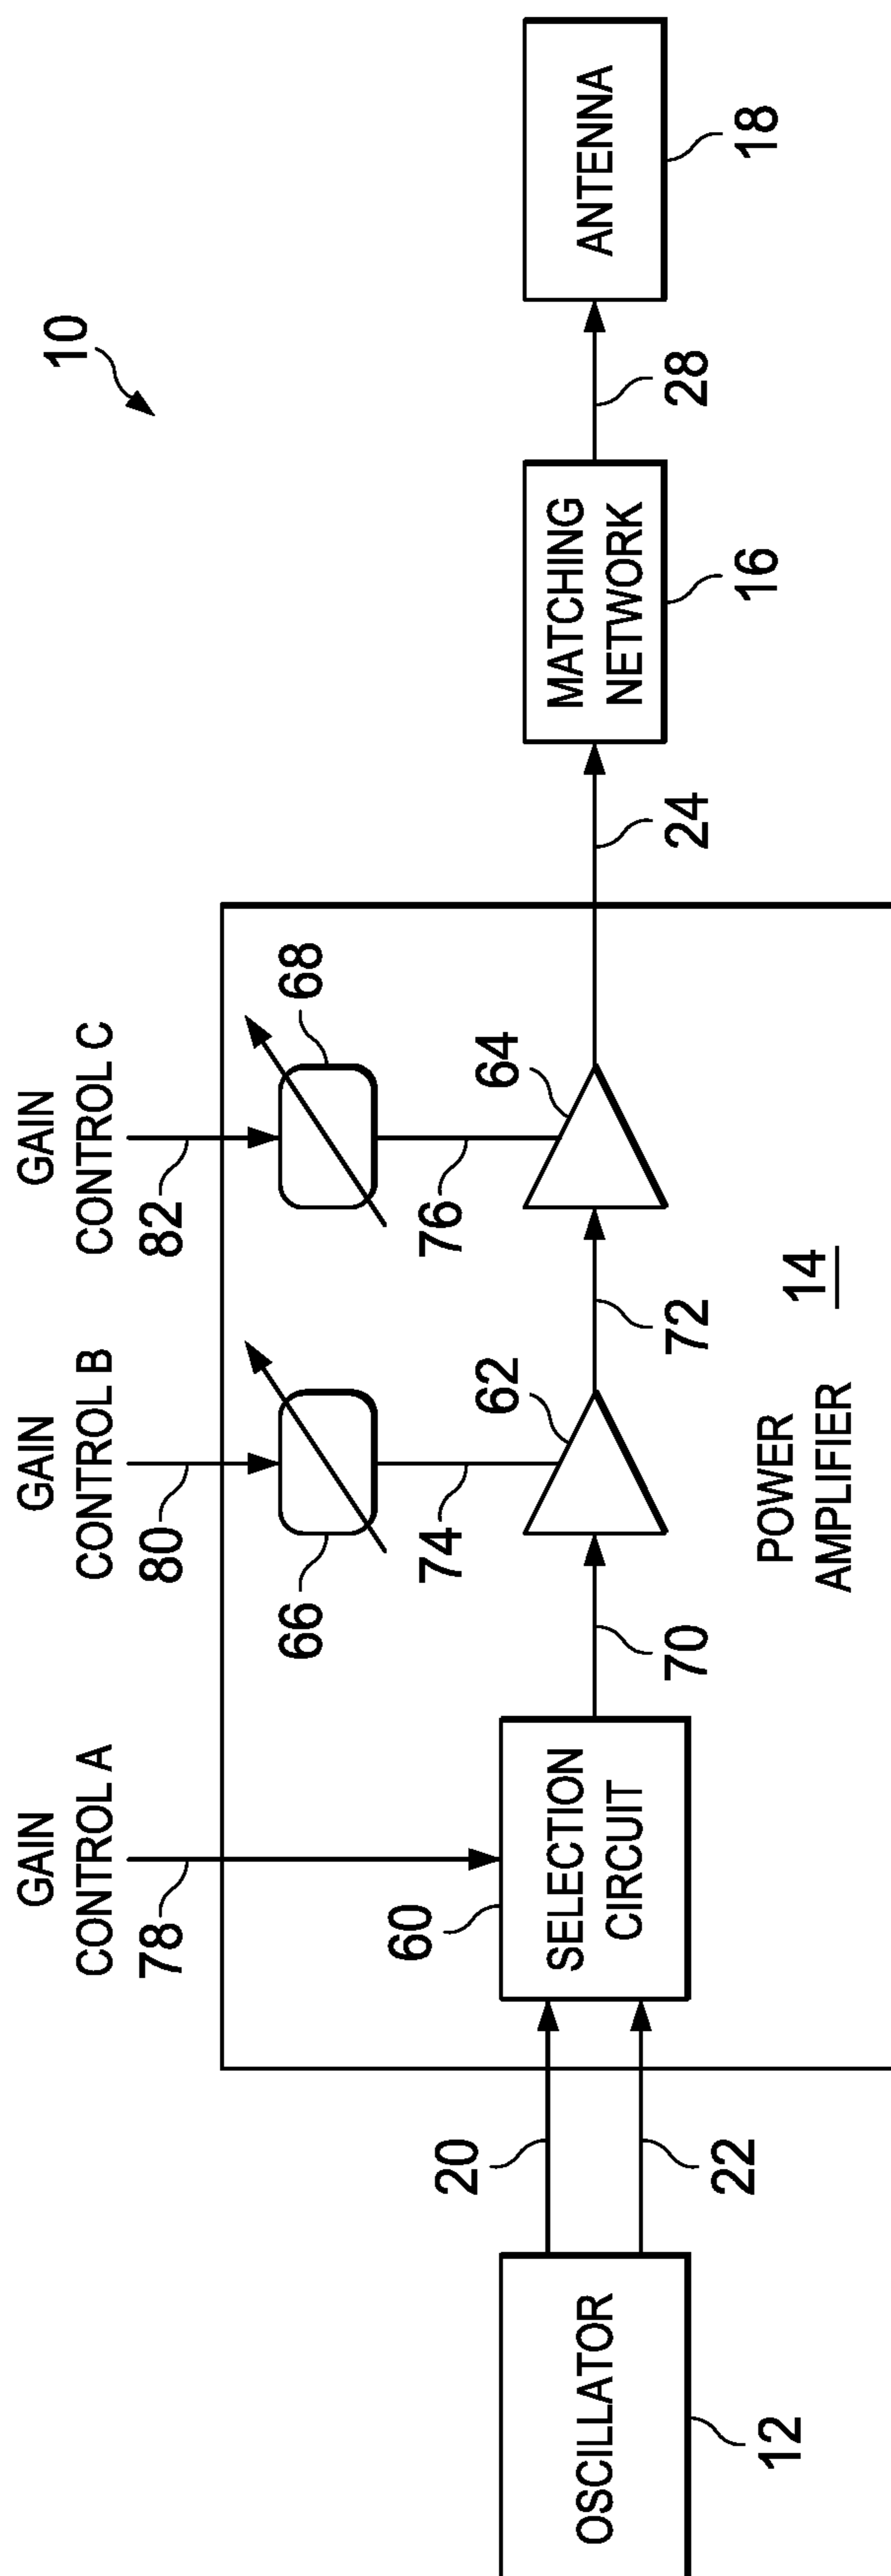 10
GAIN
CONTROL A
78
GAIN
CONTROL B
80
GAIN
CONTROL C
82
66
68
60
74
62
76
64
20
22
OSCILLATOR
12
SELECTION
CIRCUIT
70
72
24
MATCHING
NETWORK
16
28
ANTENNA
18
POWER
AMPLIFIER
14